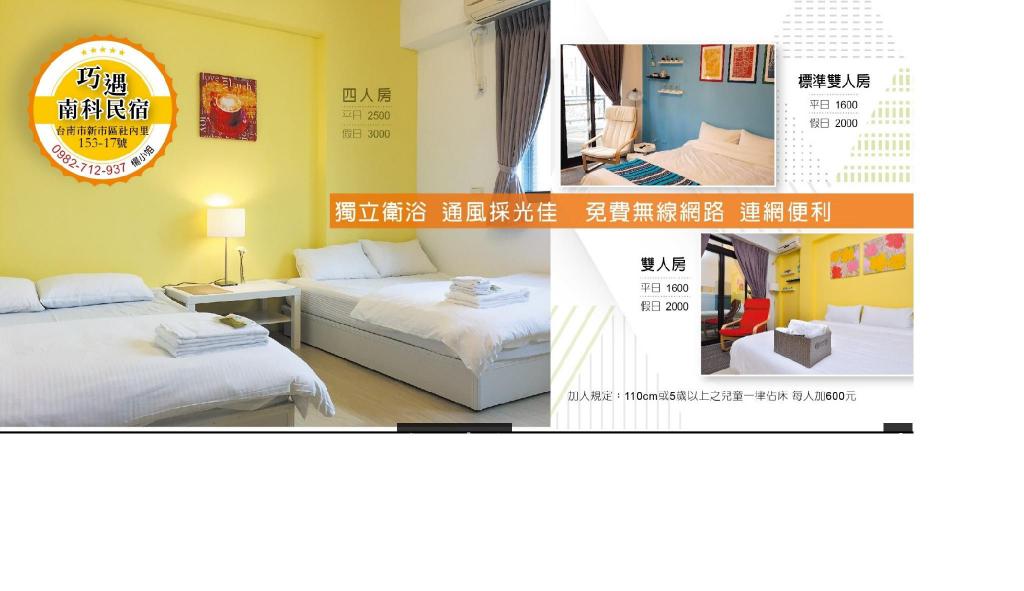 巧遇
南科民宿
台南市新市區社內里
153-17號
0982-712-937 楊小姐
四人房
平日 2500
假日 3000
標準雙人房
平日 1600
假日 2000
獨立衛浴 通風採光佳 免費無線網路 連網便利
雙人房
平日 1600
假日 2000
加人規定：110cm或5歲以上之兒童一律佔床 每人加600元